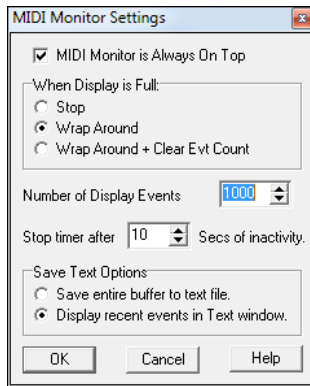 MIDI Monitor Settings
MIDI Monitor is Always On Top
When Display is Full:
Stop
Wrap Around
Wrap Around + Clear Evt Count
Number of Display Events 1000
Stop timer after 10 Secs of inactivity.
Save Text Options
Save entire buffer to text file.
Display recent events in Text window.
OK Cancel Help